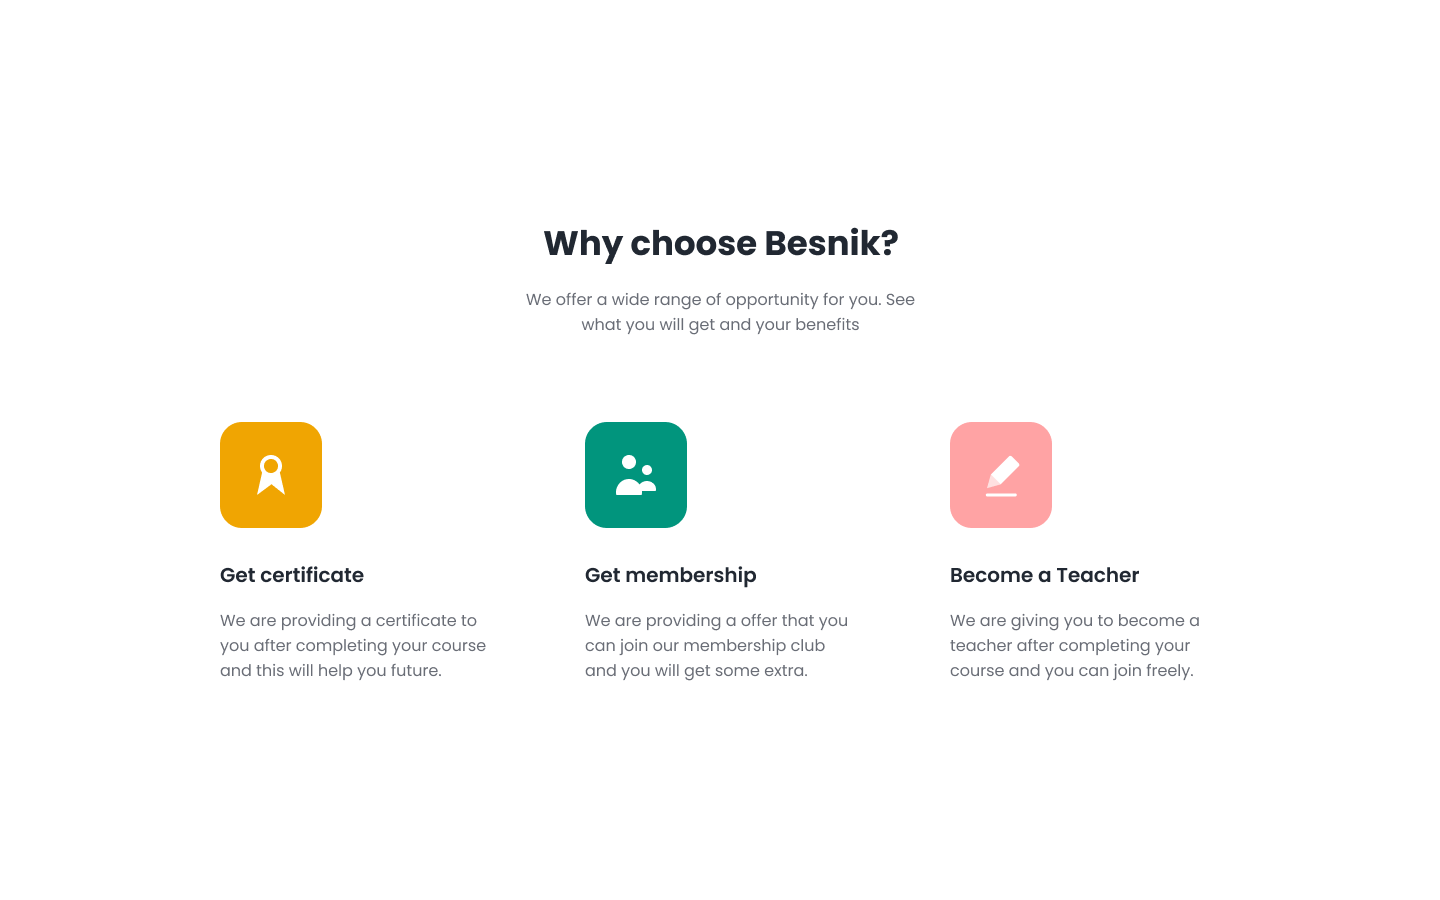 Why choose Besnik?
We offer a wide range of opportunity for you. See
what you will get and your benefits
Get certificate
We are providing a certificate to
you after completing your course
and this will help you future.
Get membership
We are providing a offer that you
can join our membership club
and you will get some extra.
Become a Teacher
We are giving you to become a
teacher after completing your
course and you can join freely.